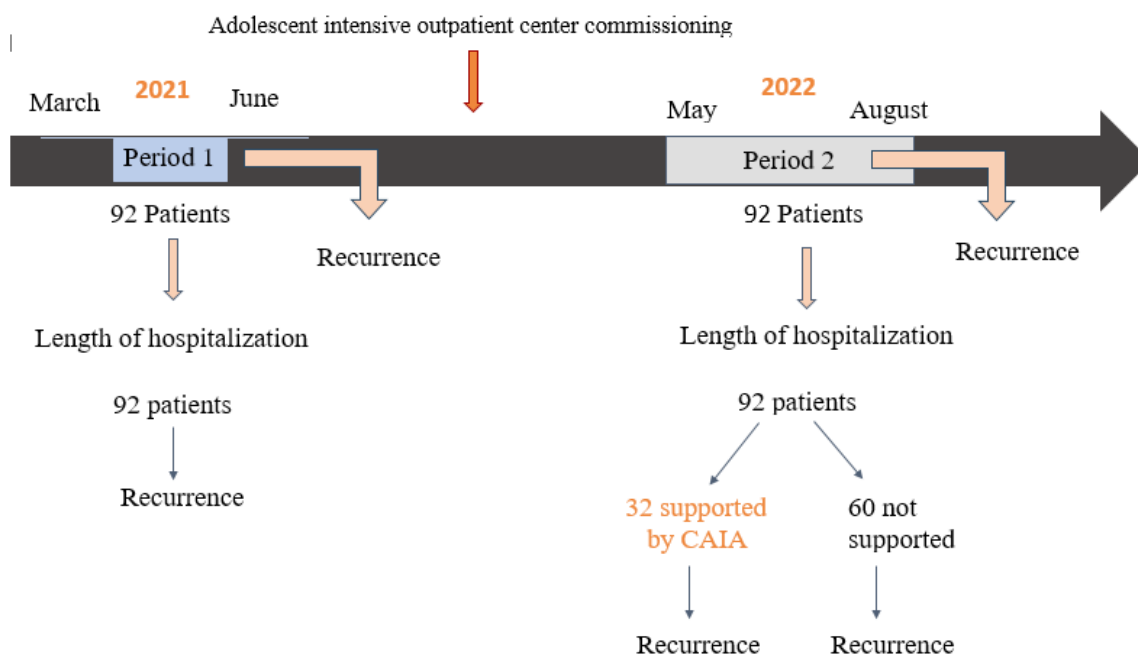 Adolescent intensive outpatient center commissioning
March
2021
June
May
2022
August
Period 1
Period 2
92 Patients
92 Patients
Recurrence
Recurrence
Length of hospitalization
Length of hospitalization
92 patients
92 patients
Recurrence
32 supported
by CAIA
60 not
supported
Recurrence
Recurrence